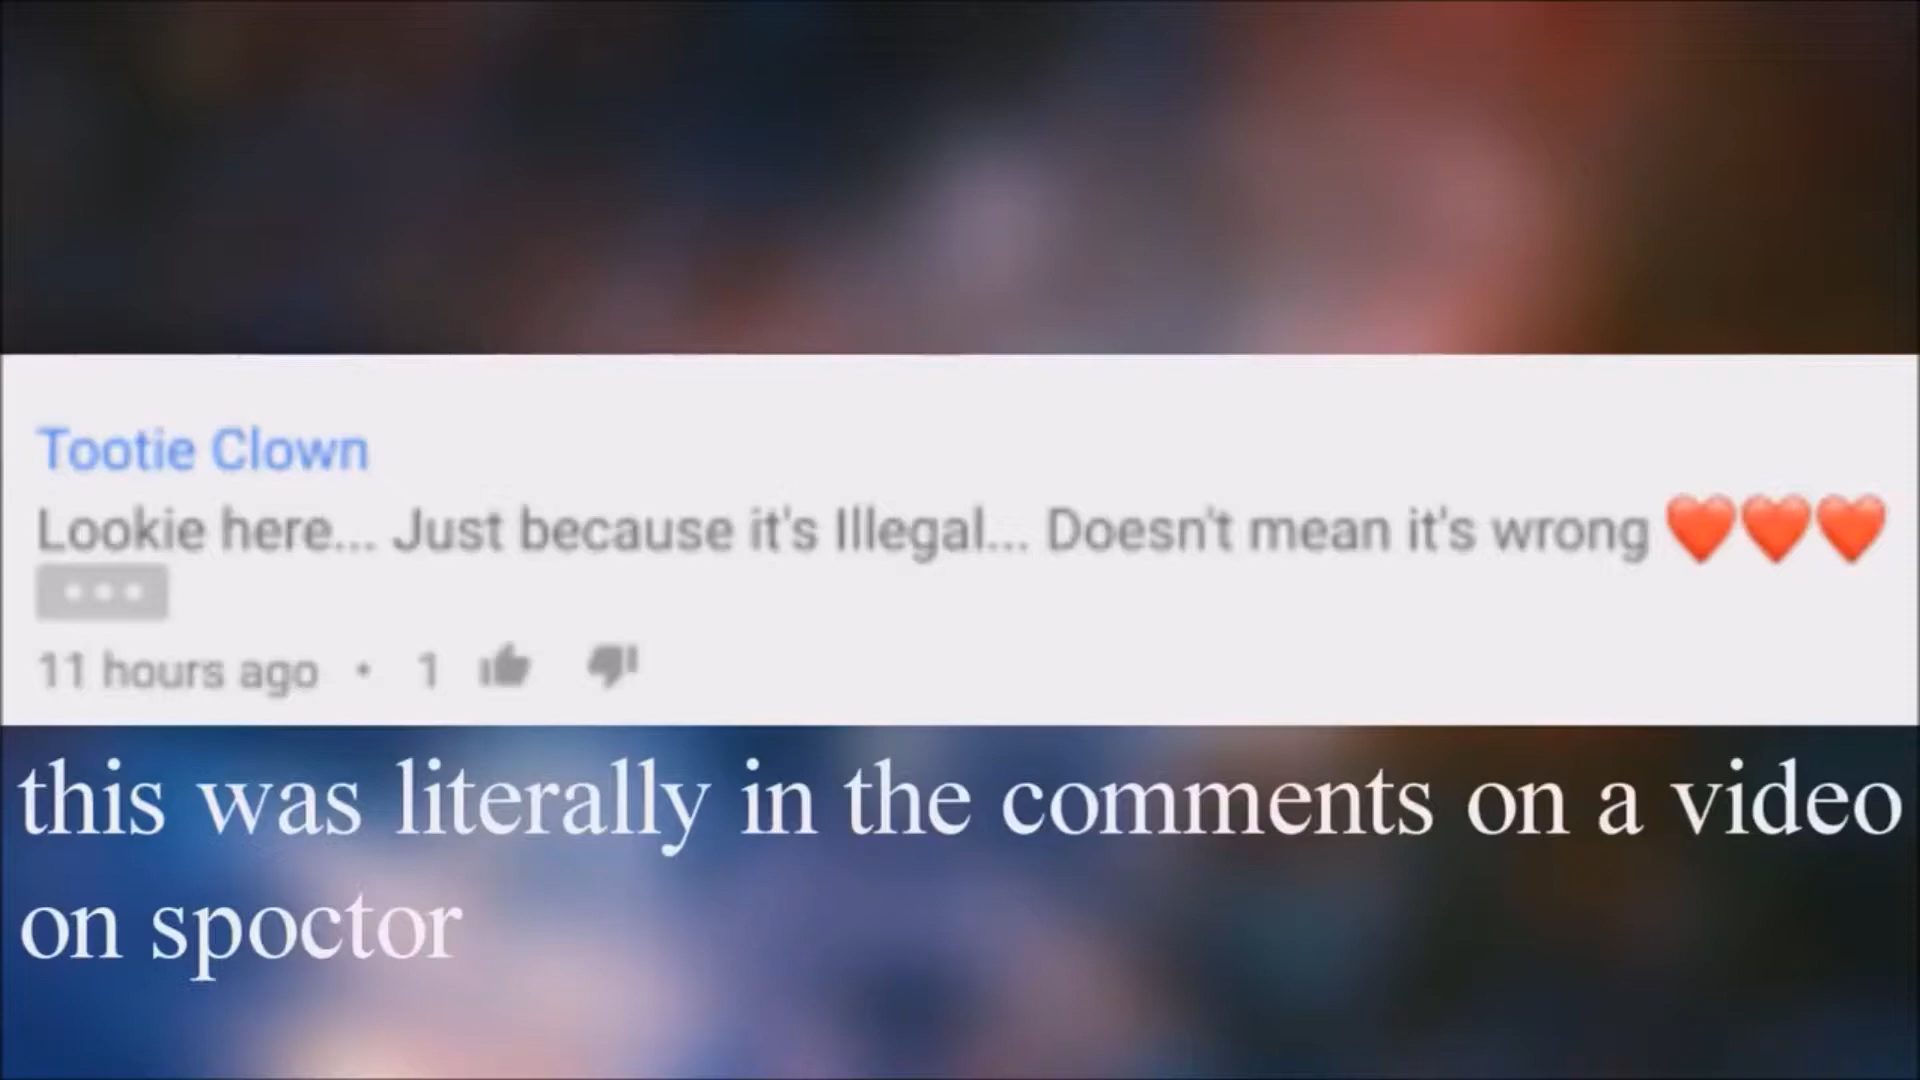 Tootie Clown
Lookie here... Just because it's Illegal... Doesn't mean it's wrong ❤️❤️❤️
11 hours ago • 1
this was literally in the comments on a video
on spoctor